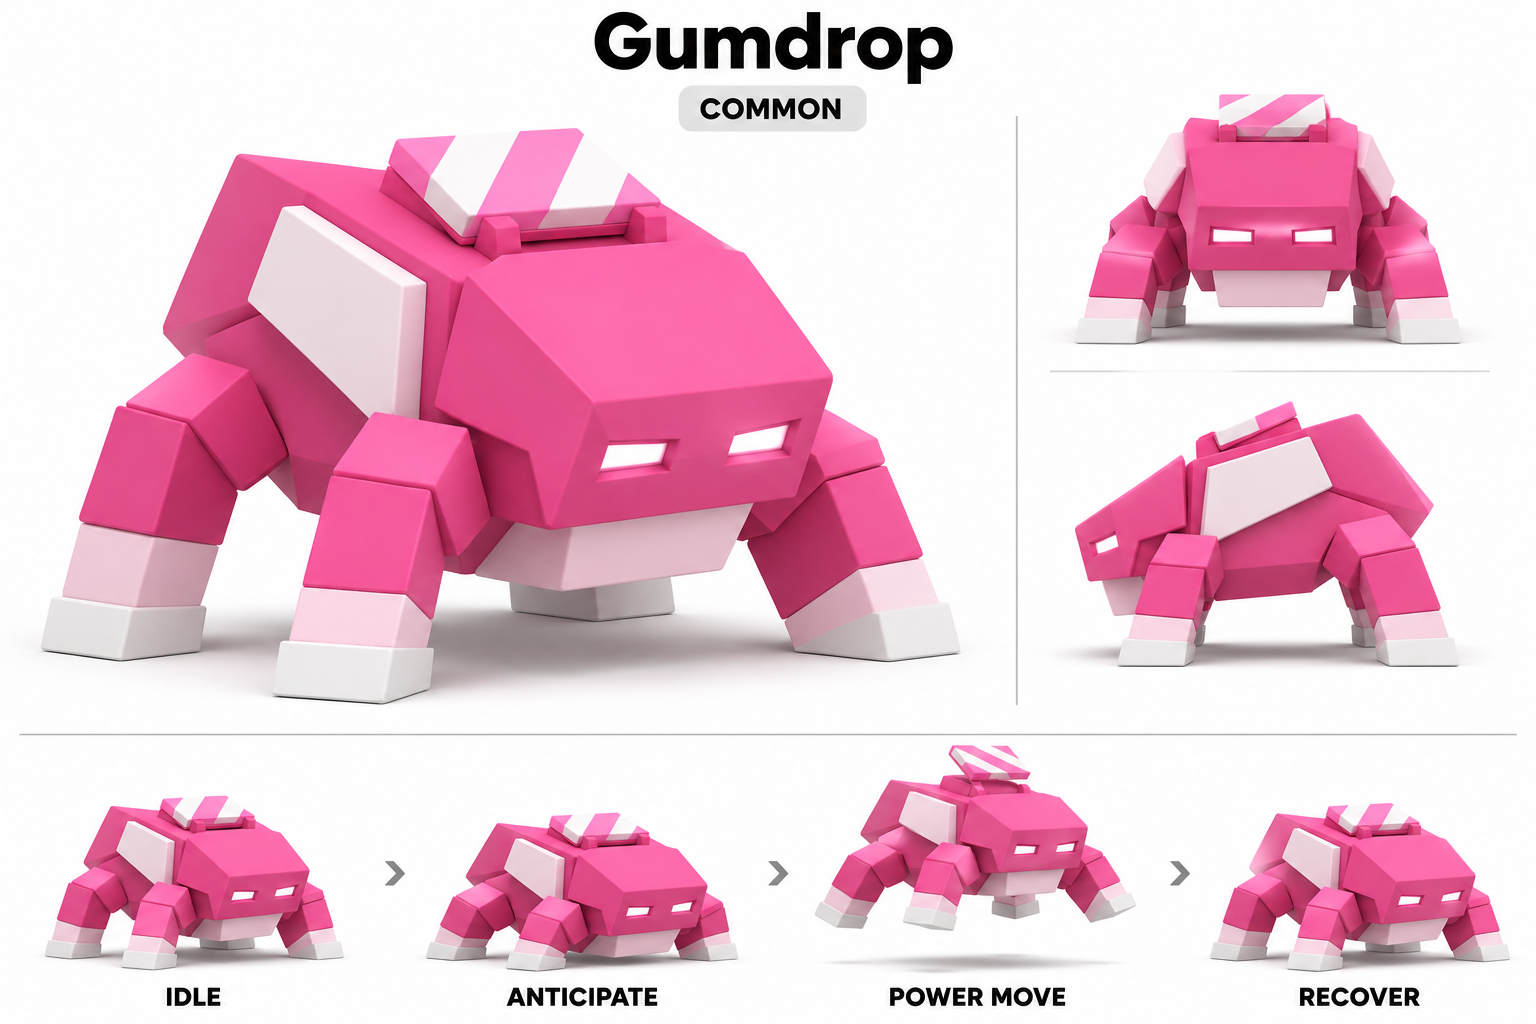 Gumdrop
COMMON
IDLE
ANTICIPATE
POWER MOVE
RECOVER